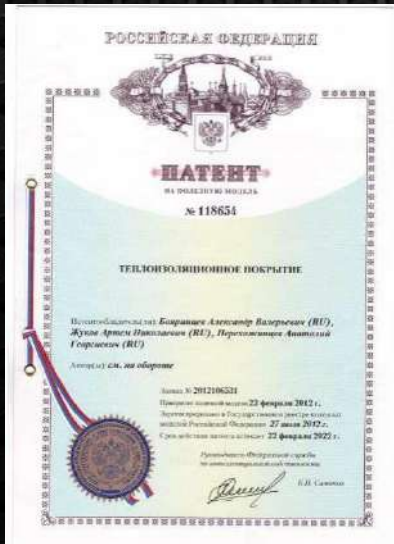 РОССИЙСКАЯ ФЕДЕРАЦИЯ
ПАТЕНТ
НА ПОЛЕЗНУЮ МОДЕЛЬ
№ 118654
ТЕПЛОИЗОЛЯЦИОННОЕ ПОКРЫТИЕ
Патентообладатель(ли): Александр Валерьевич (RU),
Жуков Артем Николаевич (RU), Анатолий
Георгиевич (RU)
Автор(ы): см. на обороте
Заявка № 2012106531
Приоритет полезной модели 22 февраля 2012 г.
Зарегистрировано в Государственном реестре полезных
моделей Российской Федерации 27 июля 2012 г.
Срок действия патента истекает 22 февраля 2022 г.
Руководитель Федеральной службы
по интеллектуальной собственности
Б.П. Симонов